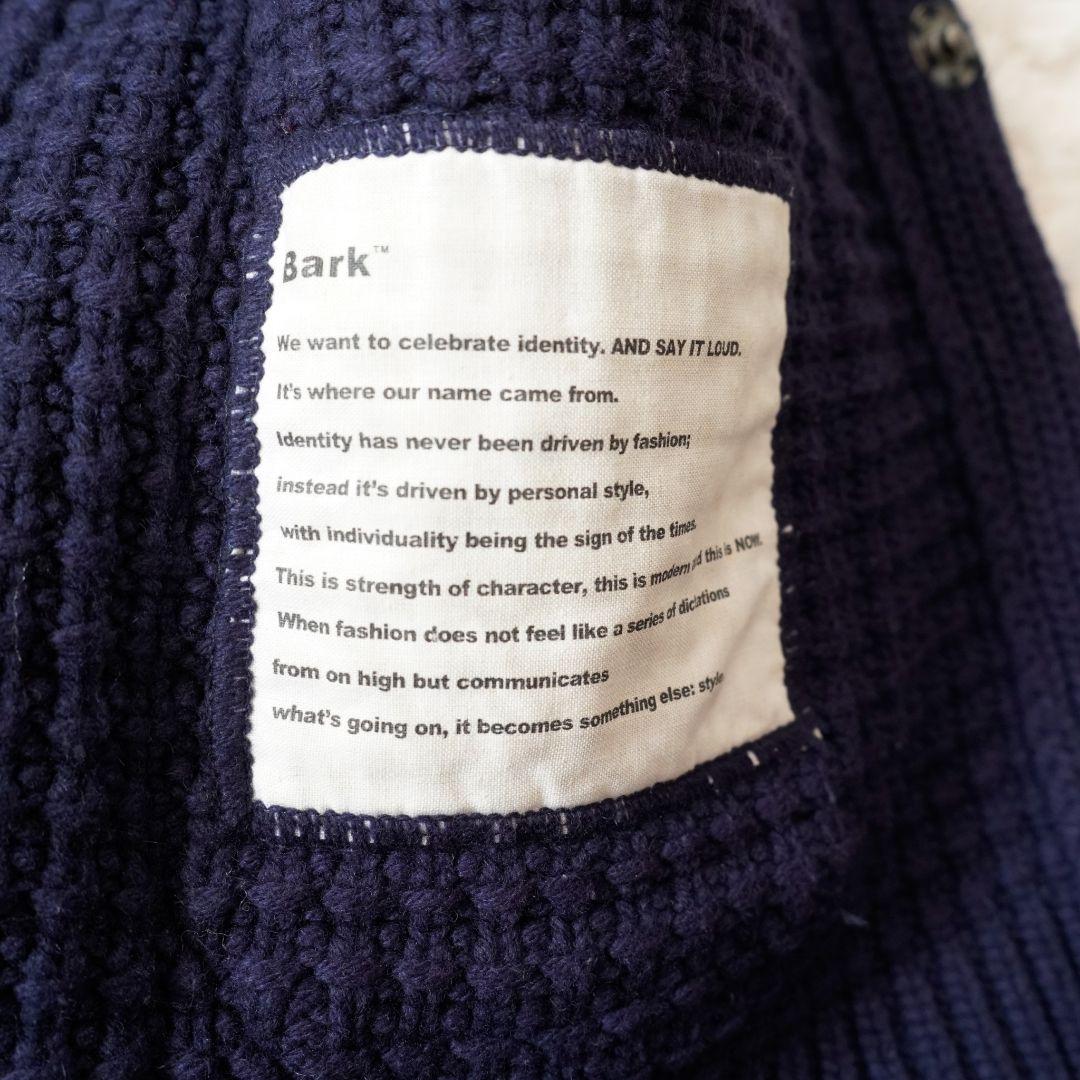 Bark™
We want to celebrate identity. AND SAY IT LOUD.
It's where our name came from.
Identity has never been driven by fashion;
instead it's driven by personal style,
with individuality being the sign of the times.
This is strength of character, this is modern and this is NOW.
When fashion does not feel like a series of dictations
from on high but communicates
what's going on, it becomes something else: style